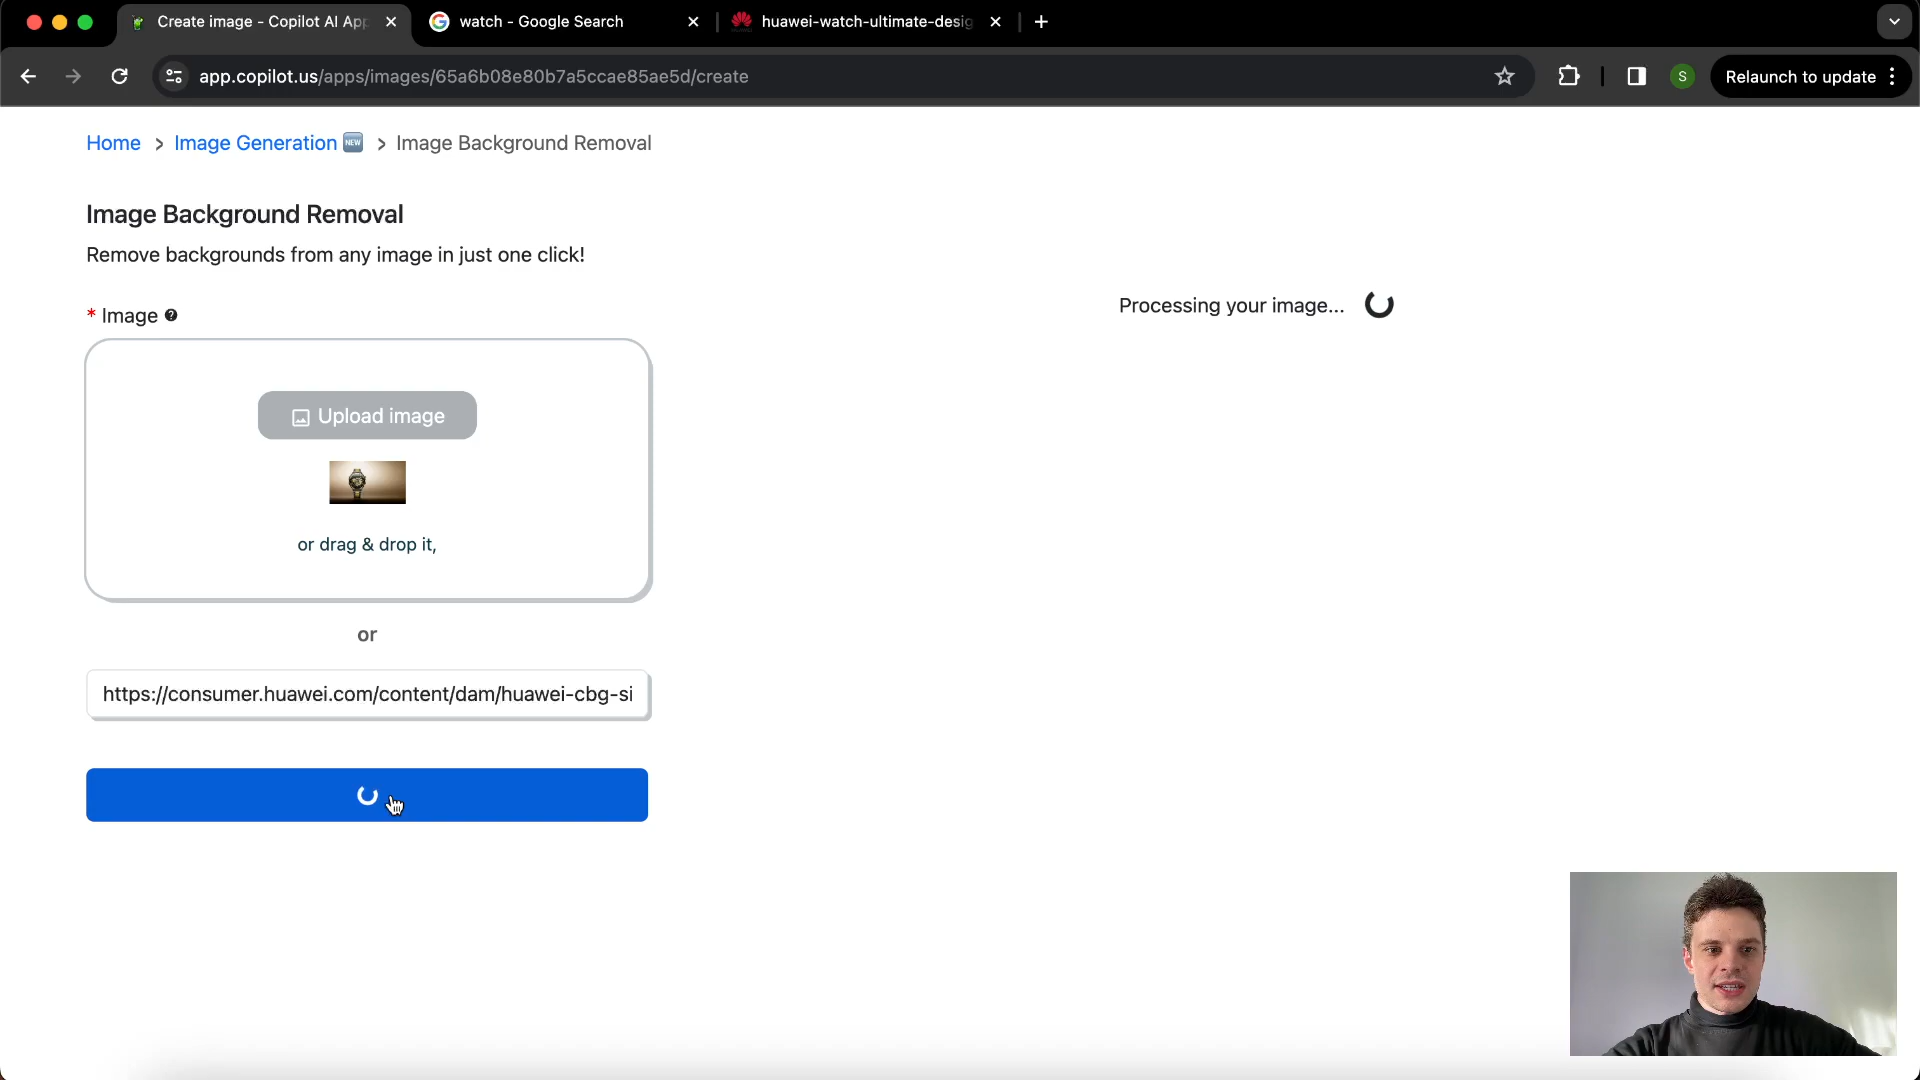 Create image - Copilot AI App
watch - Google Search
huawei-watch-ultimate-desig
app.copilot.us/apps/images/65a6b08e80b7a5ccae85ae5d/create
S
Relaunch to update
Home > Image Generation NEW > Image Background Removal
Image Background Removal
Remove backgrounds from any image in just one click!
Processing your image...
* Image ?
Upload image
or drag & drop it,
or
https://consumer.huawei.com/content/dam/huawei-cbg-si